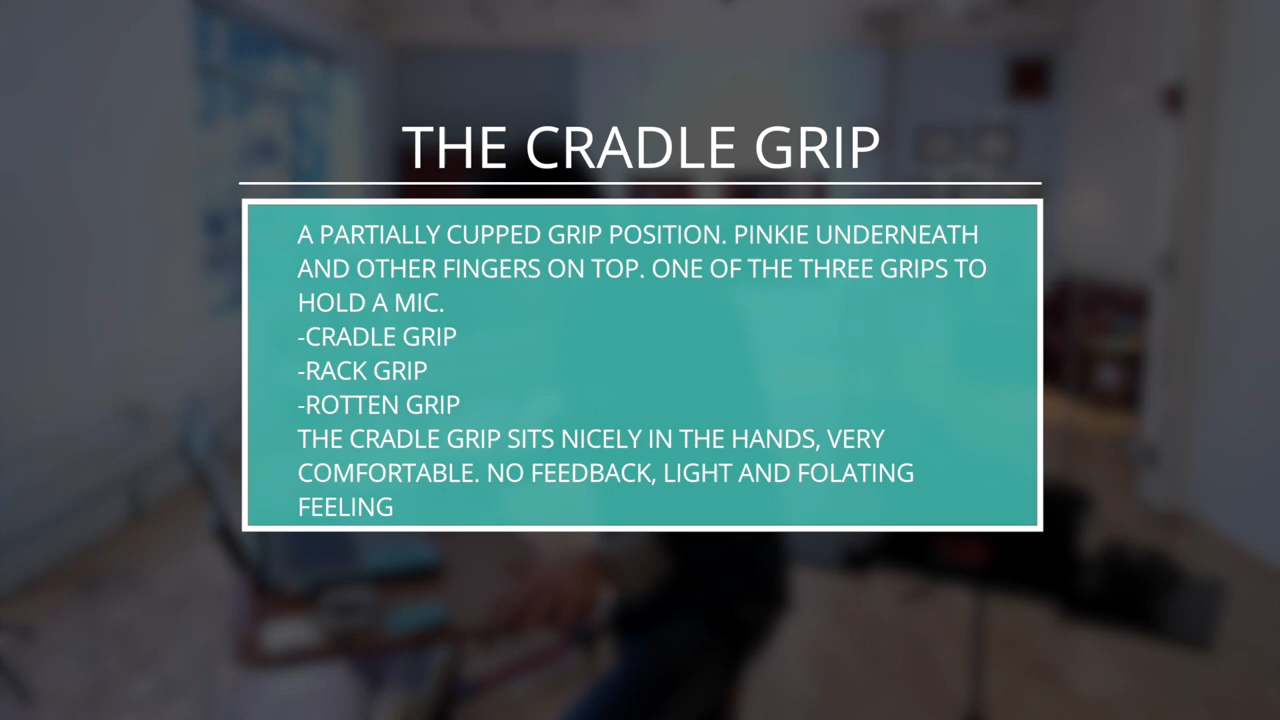 THE CRADLE GRIP
A PARTIALLY CUPPED GRIP POSITION. PINKIE UNDERNEATH
AND OTHER FINGERS ON TOP. ONE OF THE THREE GRIPS TO
HOLD A MIC.
-CRADLE GRIP
-RACK GRIP
-ROTTEN GRIP
THE CRADLE GRIP SITS NICELY IN THE HANDS, VERY
COMFORTABLE. NO FEEDBACK, LIGHT AND FOLATING
FEELING